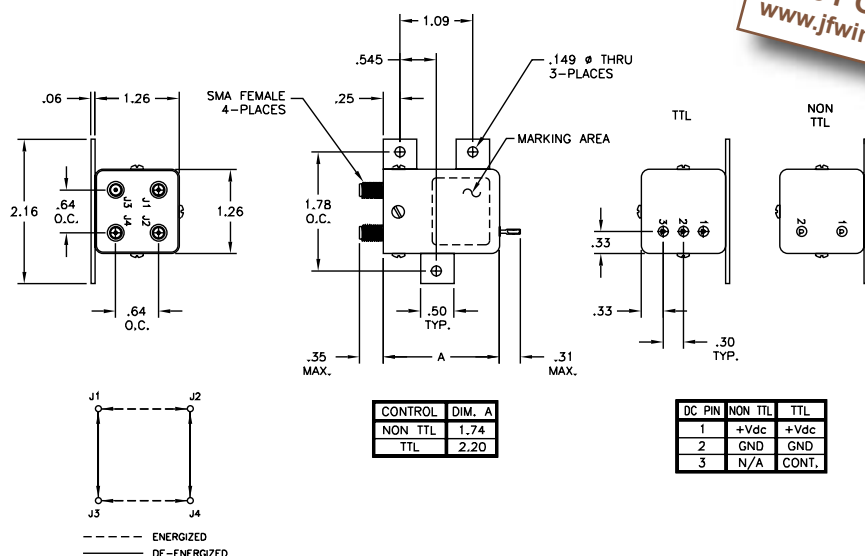 www.jfwin
1.09
.545
.149 ø THRU
3-PLACES
.06
1.26
SMA FEMALE
4-PLACES
.25
TTL
NON
TTL
MARKING AREA
2.16
.64
O.C.
J3
J1
J4
J2
1.26
1.78
O.C.
3
2
1
2
1
.33
.33
.64
O.C.
.50
TYP.
.30
TYP.
.35
MAX.
A
.31
MAX.
J1
J2
J3
J4
CONTROL DIM. A
NON TTL 1.74
TTL 2.20
DC PIN NON TTL TTL
1 +Vdc +Vdc
2 GND GND
3 N/A CONT.
ENERGIZED
DE-ENERGIZED